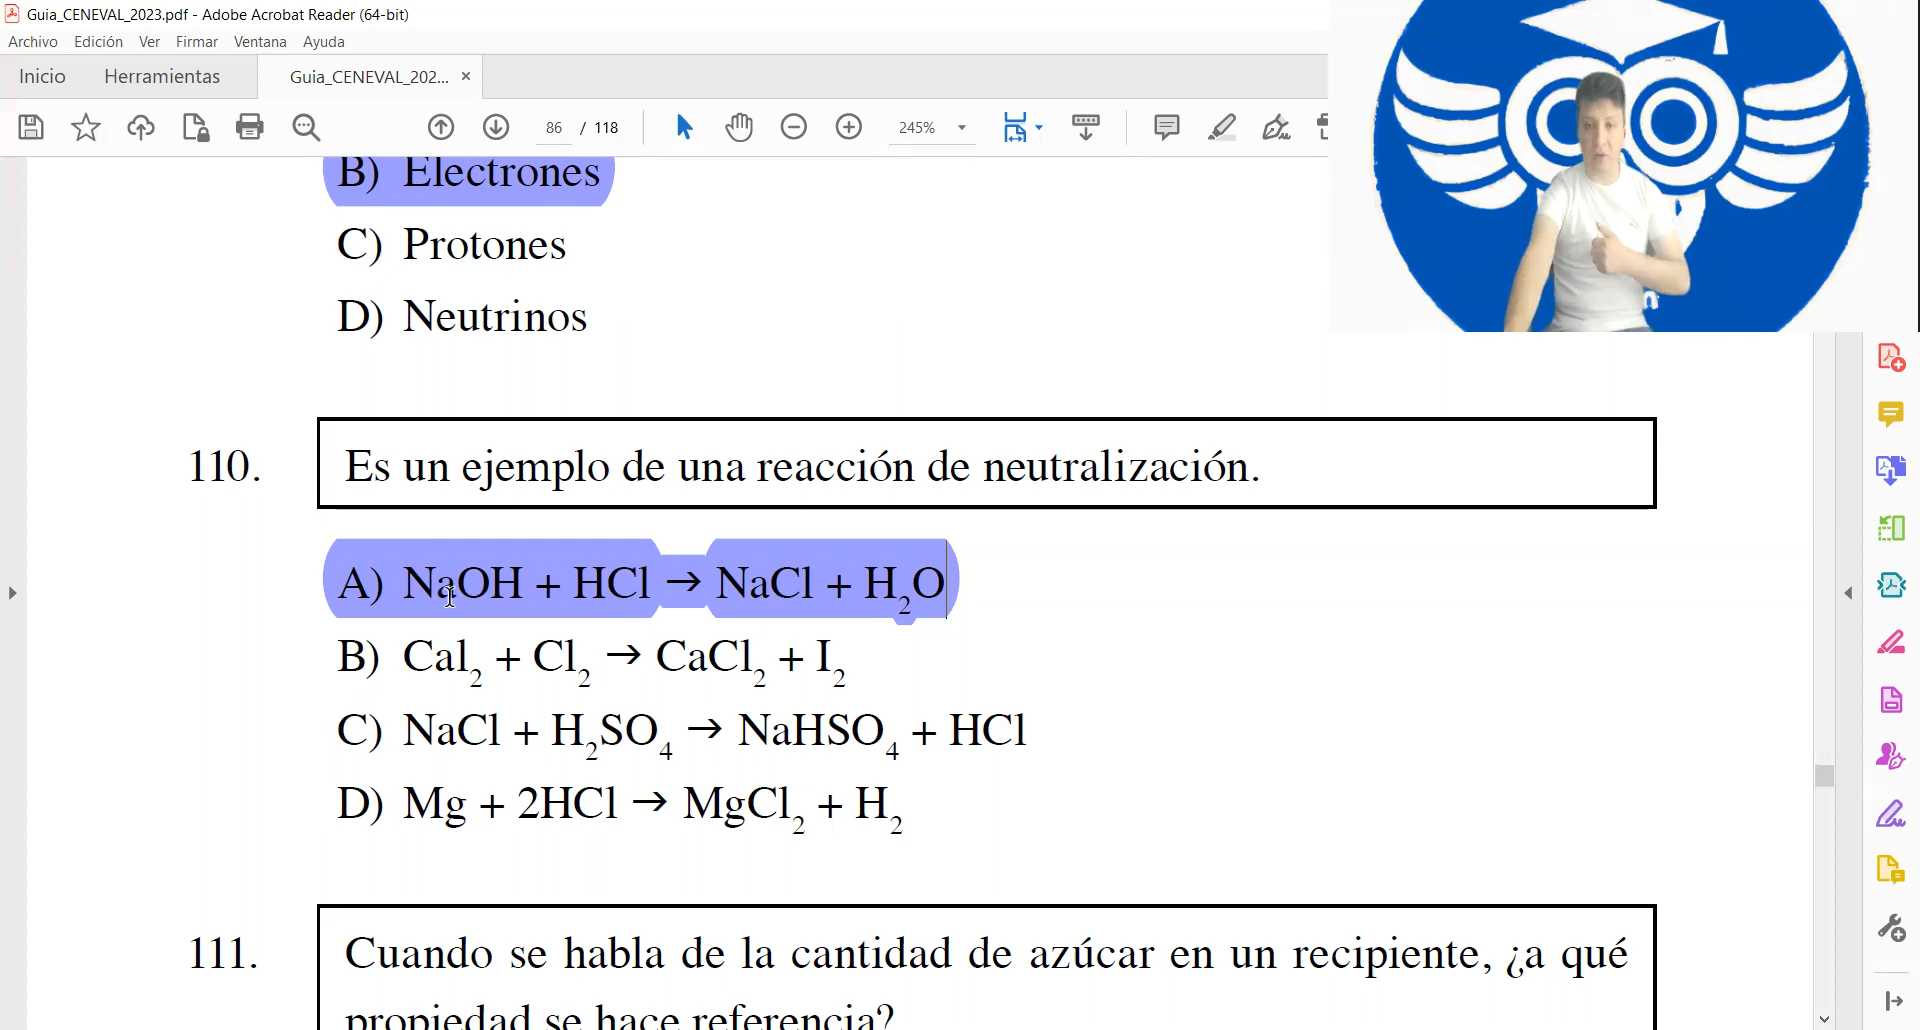 Guia_CENEVAL_2023.pdf - Adobe Acrobat Reader (64-bit)
Archivo Edición Ver Firmar Ventana Ayuda
Inicio Herramientas Guia_CENEVAL_202... ×
86 / 118 245%
B) Electrones
C) Protones
D) Neutrinos
110. Es un ejemplo de una reacción de neutralización.
A) NaOH + HCl → NaCl + H₂O
B) Cal₂ + Cl₂ → CaCl₂ + I₂
C) NaCl + H₂SO₄ → NaHSO₄ + HCl
D) Mg + 2HCl → MgCl₂ + H₂
111. Cuando se habla de la cantidad de azúcar en un recipiente, ¿a qué
propiedad se hace referencia?